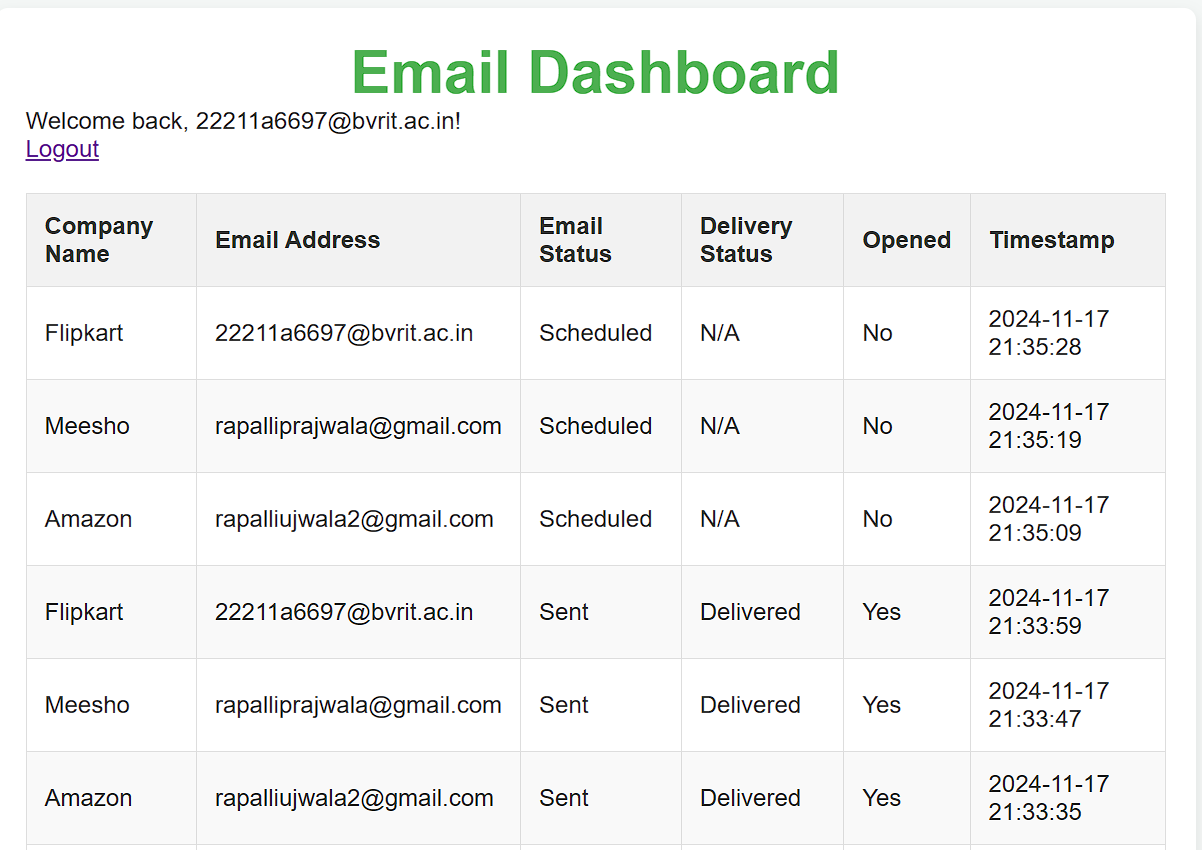 Email Dashboard
Welcome back, 22211a6697@bvrit.ac.in!
Logout
Company Name Email Address Email Status Delivery Status Opened Timestamp
Flipkart 22211a6697@bvrit.ac.in Scheduled N/A No 2024-11-17 21:35:28
Meesho rapalliprajwala@gmail.com Scheduled N/A No 2024-11-17 21:35:19
Amazon rapalliujwala2@gmail.com Scheduled N/A No 2024-11-17 21:35:09
Flipkart 22211a6697@bvrit.ac.in Sent Delivered Yes 2024-11-17 21:33:59
Meesho rapalliprajwala@gmail.com Sent Delivered Yes 2024-11-17 21:33:47
Amazon rapalliujwala2@gmail.com Sent Delivered Yes 2024-11-17 21:33:35